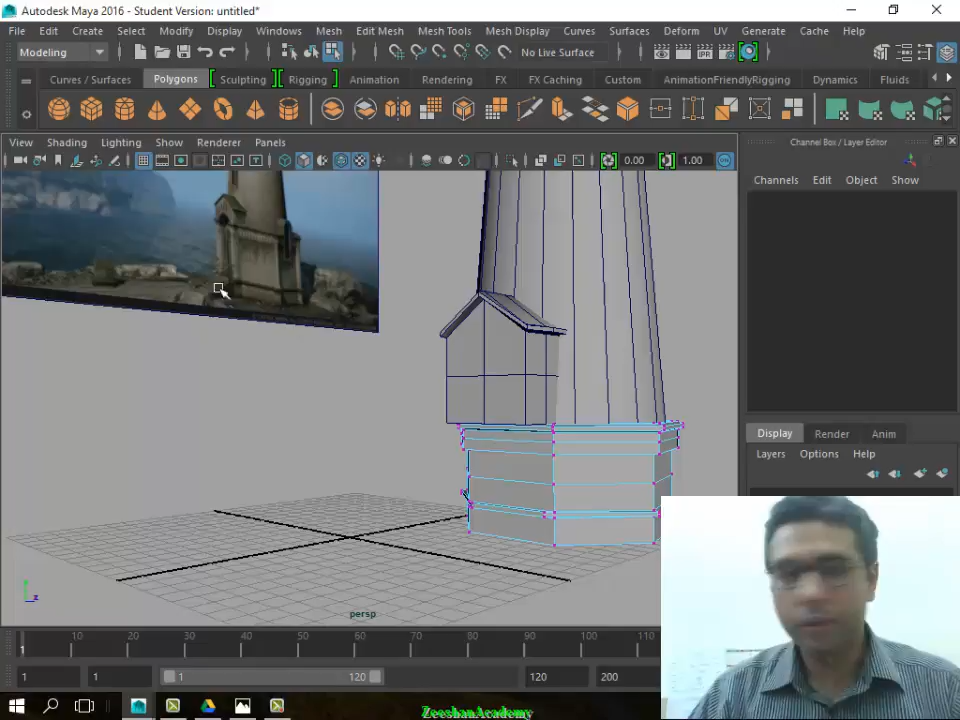 Autodesk Maya 2016 - Student Version: untitled*
File Edit Create Select Modify Display Windows Mesh Edit Mesh Mesh Tools Mesh Display Curves Surfaces Deform UV Generate Cache Help
Modeling No Live Surface
Curves / Surfaces Polygons Sculpting Rigging Animation Rendering FX FX Caching Custom AnimationFriendlyRigging Dynamics Fluids
View Shading Lighting Show Renderer Panels Channel Box / Layer Editor
0.00 1.00
Channels Edit Object Show
Display Render Anim
Layers Options Help
z
persp
1 10 20 30 40 50 60 70 80 90 100 110
1 1 1 120 120 200
ZeeshanAcademy